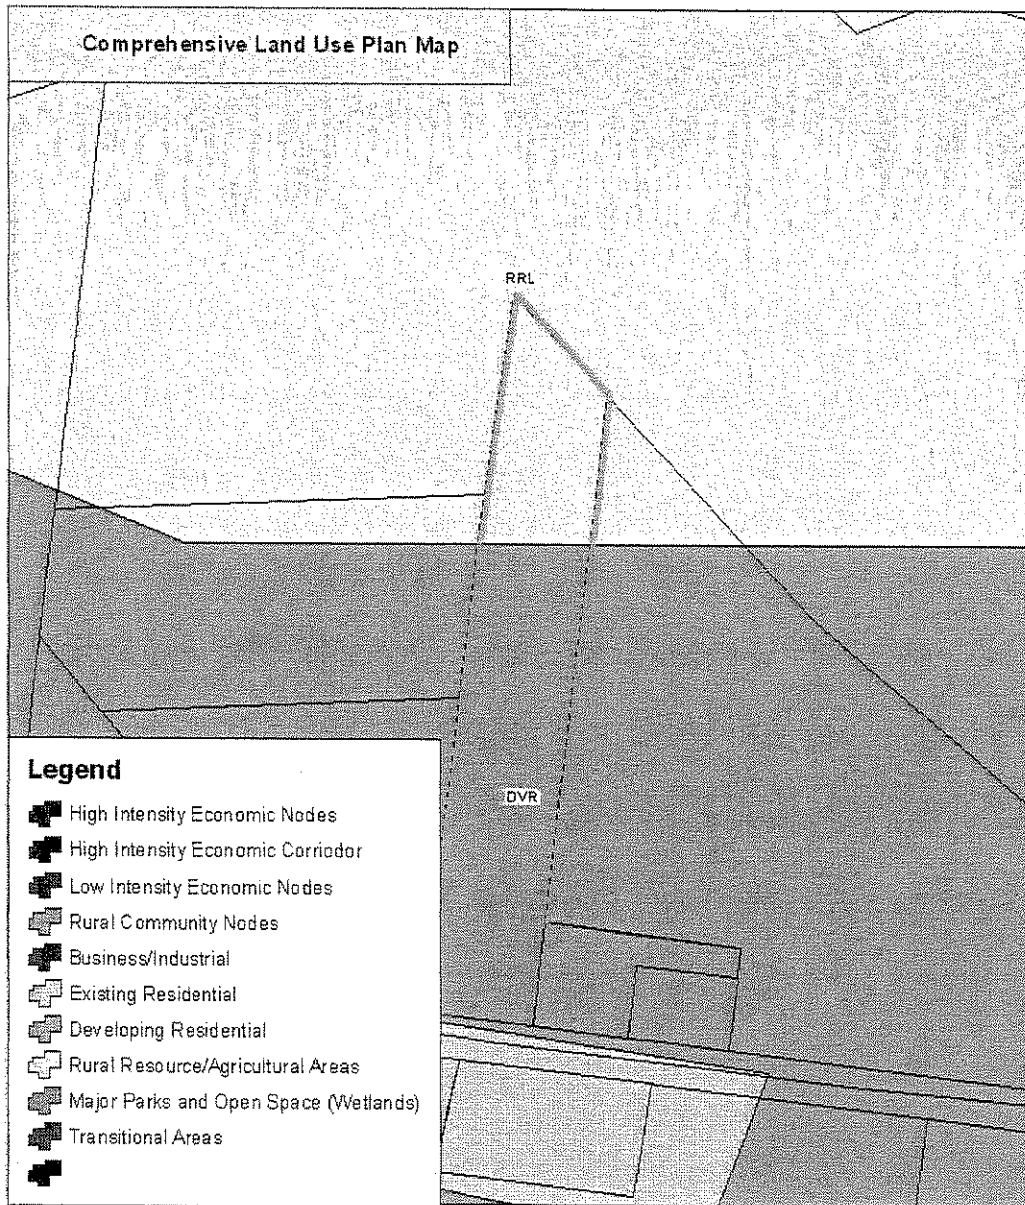 Comprehensive Land Use Plan Map
RRL
DVR
Legend
High Intensity Economic Nodes
High Intensity Economic Corriodor
Low Intensity Economic Nodes
Rural Community Nodes
Business/Industrial
Existing Residential
Developing Residential
Rural Resource/Agricultural Areas
Major Parks and Open Space (Wetlands)
Transitional Areas